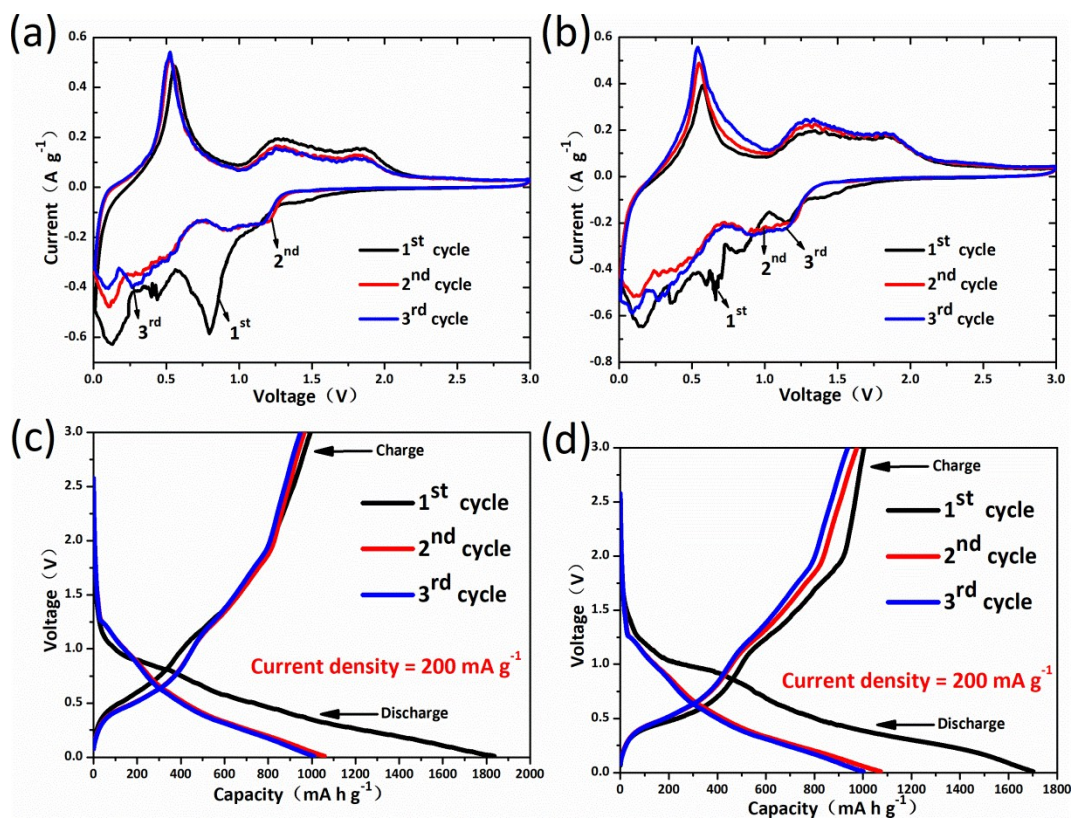 (a)
Current (A g⁻¹)
0.6
0.4
0.2
0.0
-0.2
-0.4
-0.6
0.0 0.5 1.0 1.5 2.0 2.5 3.0
Voltage (V)
2nd
3rd
1st
1st cycle
2nd cycle
3rd cycle
(b)
Current (A g⁻¹)
0.6
0.4
0.2
0.0
-0.2
-0.4
-0.6
-0.8
0.0 0.5 1.0 1.5 2.0 2.5 3.0
Voltage (V)
2nd
3rd
1st
1st cycle
2nd cycle
3rd cycle
(c)
Voltage (V)
3.0
2.5
2.0
1.5
1.0
0.5
0.0
0 200 400 600 800 1000 1200 1400 1600 1800 2000
Capacity (mA h g⁻¹)
Charge
1st cycle
2nd cycle
3rd cycle
Current density = 200 mA g⁻¹
Discharge
(d)
Voltage (V)
3.0
2.5
2.0
1.5
1.0
0.5
0.0
0 200 400 600 800 1000 1200 1400 1600 1800
Capacity (mA h g⁻¹)
Charge
1st cycle
2nd cycle
3rd cycle
Current density = 200 mA g⁻¹
Discharge